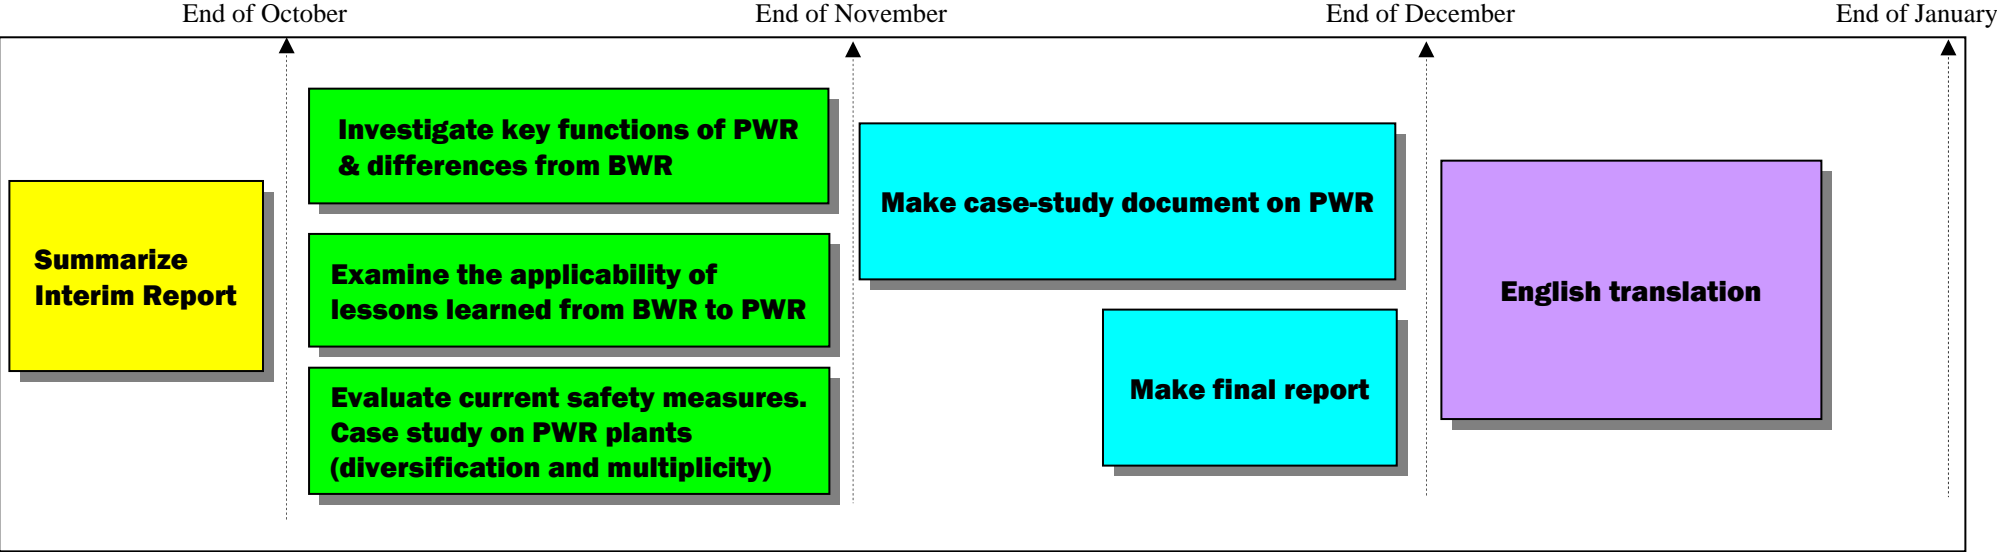 End of October
End of November
End of December
End of January
Summarize
Interim Report
Investigate key functions of PWR
& differences from BWR
Examine the applicability of
lessons learned from BWR to PWR
Evaluate current safety measures.
Case study on PWR plants
(diversification and multiplicity)
Make case-study document on PWR
Make final report
English translation